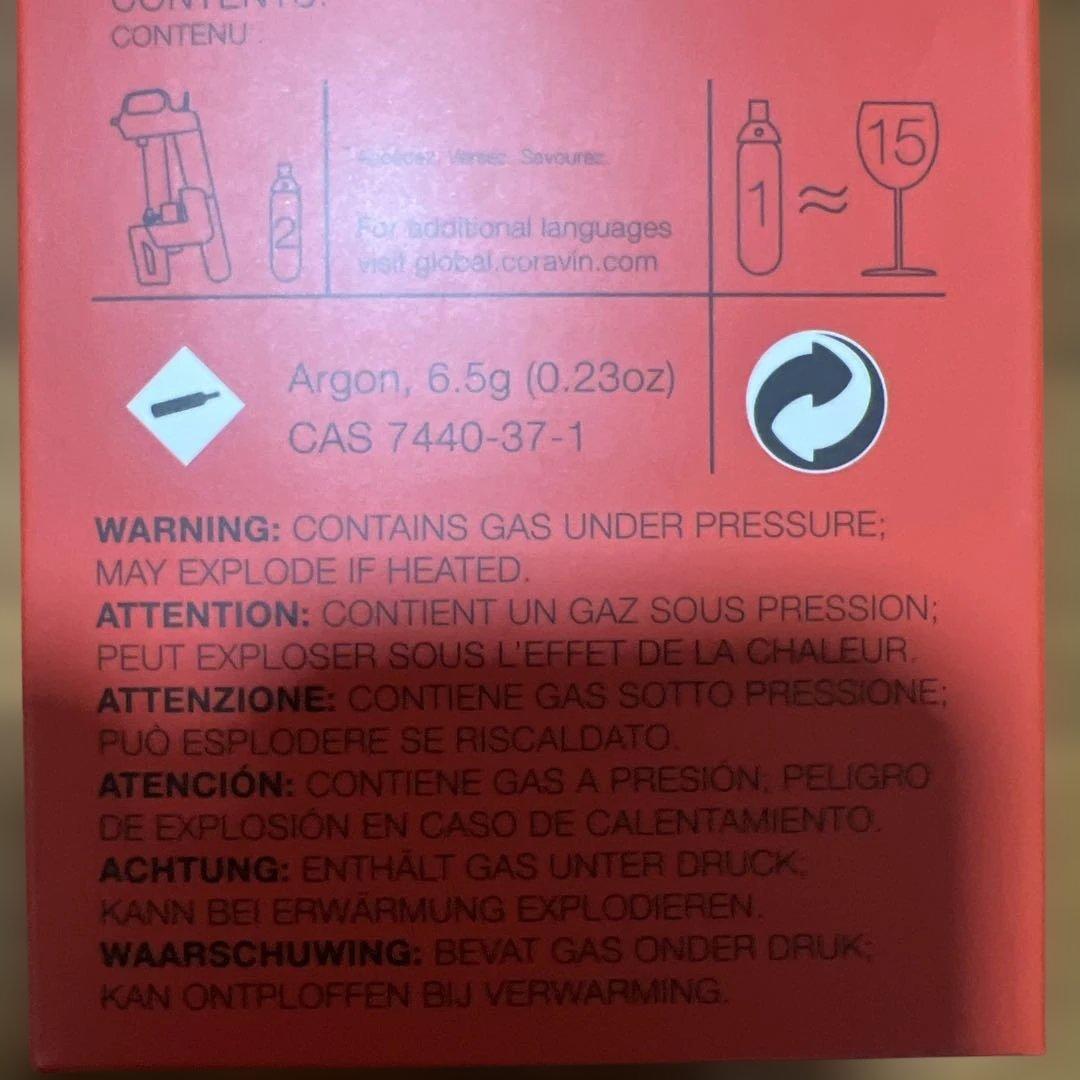 CONTENTS:
CONTENU :
2
Accédez. Versez. Savourez.
For additional languages
visit global.coravin.com
1 ≈ 15
Argon, 6.5g (0.23oz)
CAS 7440-37-1
WARNING: CONTAINS GAS UNDER PRESSURE;
MAY EXPLODE IF HEATED.
ATTENTION: CONTIENT UN GAZ SOUS PRESSION;
PEUT EXPLOSER SOUS L'EFFET DE LA CHALEUR.
ATTENZIONE: CONTIENE GAS SOTTO PRESSIONE;
PUÒ ESPLODERE SE RISCALDATO.
ATENCIÓN: CONTIENE GAS A PRESIÓN; PELIGRO
DE EXPLOSIÓN EN CASO DE CALENTAMIENTO.
ACHTUNG: ENTHÄLT GAS UNTER DRUCK;
KANN BEI ERWÄRMUNG EXPLODIEREN.
WAARSCHUWING: BEVAT GAS ONDER DRUK;
KAN ONTPLOFFEN BIJ VERWARMING.